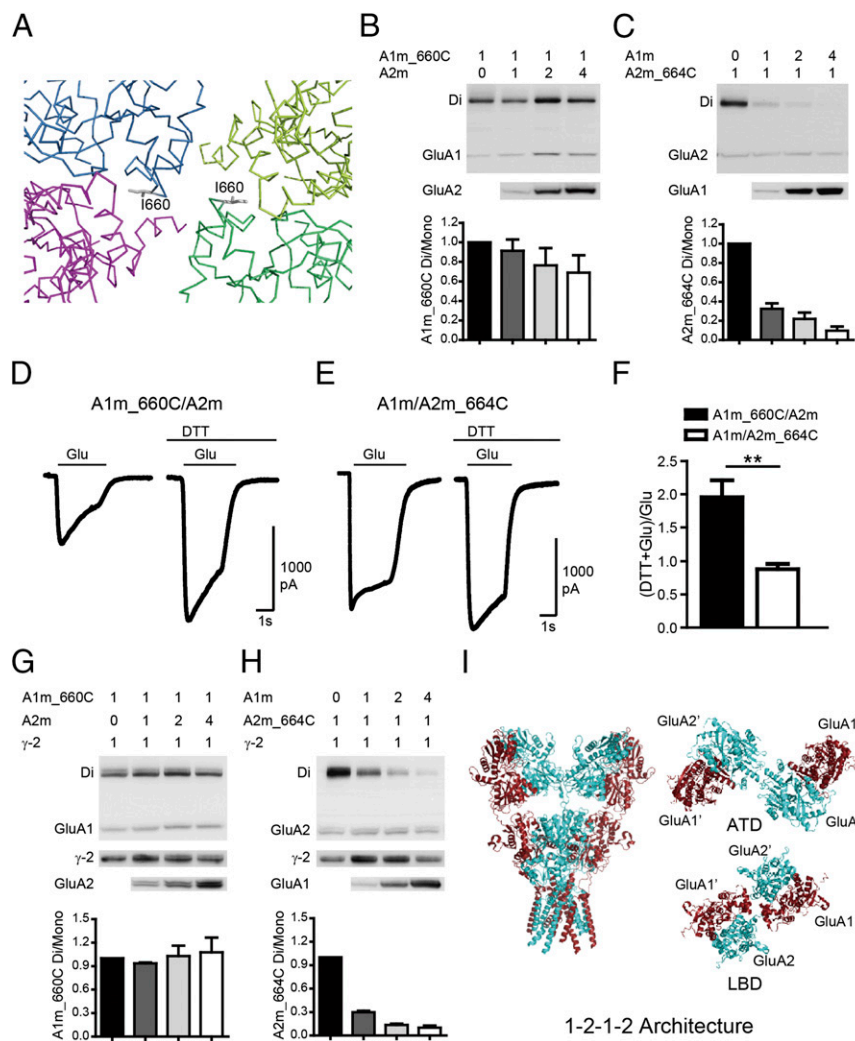 A
I660
I660
B
A1m_660C 1 1 1 1
A2m 0 1 2 4
Di
GluA1
GluA2
A1m_660C Di/Mono
1.2
1.0
0.8
0.6
0.4
0.2
0.0
C
A1m 0 1 2 4
A2m_664C 1 1 1 1
Di
GluA2
GluA1
A2m_664C Di/Mono
1.2
1.0
0.8
0.6
0.4
0.2
0.0
D
A1m_660C/A2m
DTT
Glu Glu
1000
pA
1s
E
A1m/A2m_664C
DTT
Glu Glu
1000
pA
1s
F
A1m_660C/A2m
A1m/A2m_664C
**
(DTT+Glu)/Glu
2.5
2.0
1.5
1.0
0.5
0.0
G
A1m_660C 1 1 1 1
A2m 0 1 2 4
γ-2 1 1 1 1
Di
GluA1
γ-2
GluA2
A1m_660C Di/Mono
1.5
1.2
0.9
0.6
0.3
0.0
H
A1m 0 1 2 4
A2m_664C 1 1 1 1
γ-2 1 1 1 1
Di
GluA2
γ-2
GluA1
A2m_664C Di/Mono
1.5
1.2
0.9
0.6
0.3
0.0
I
GluA2' GluA1
GluA1' ATD
GluA2'
GluA1'
GluA1
GluA2
LBD
1-2-1-2 Architecture